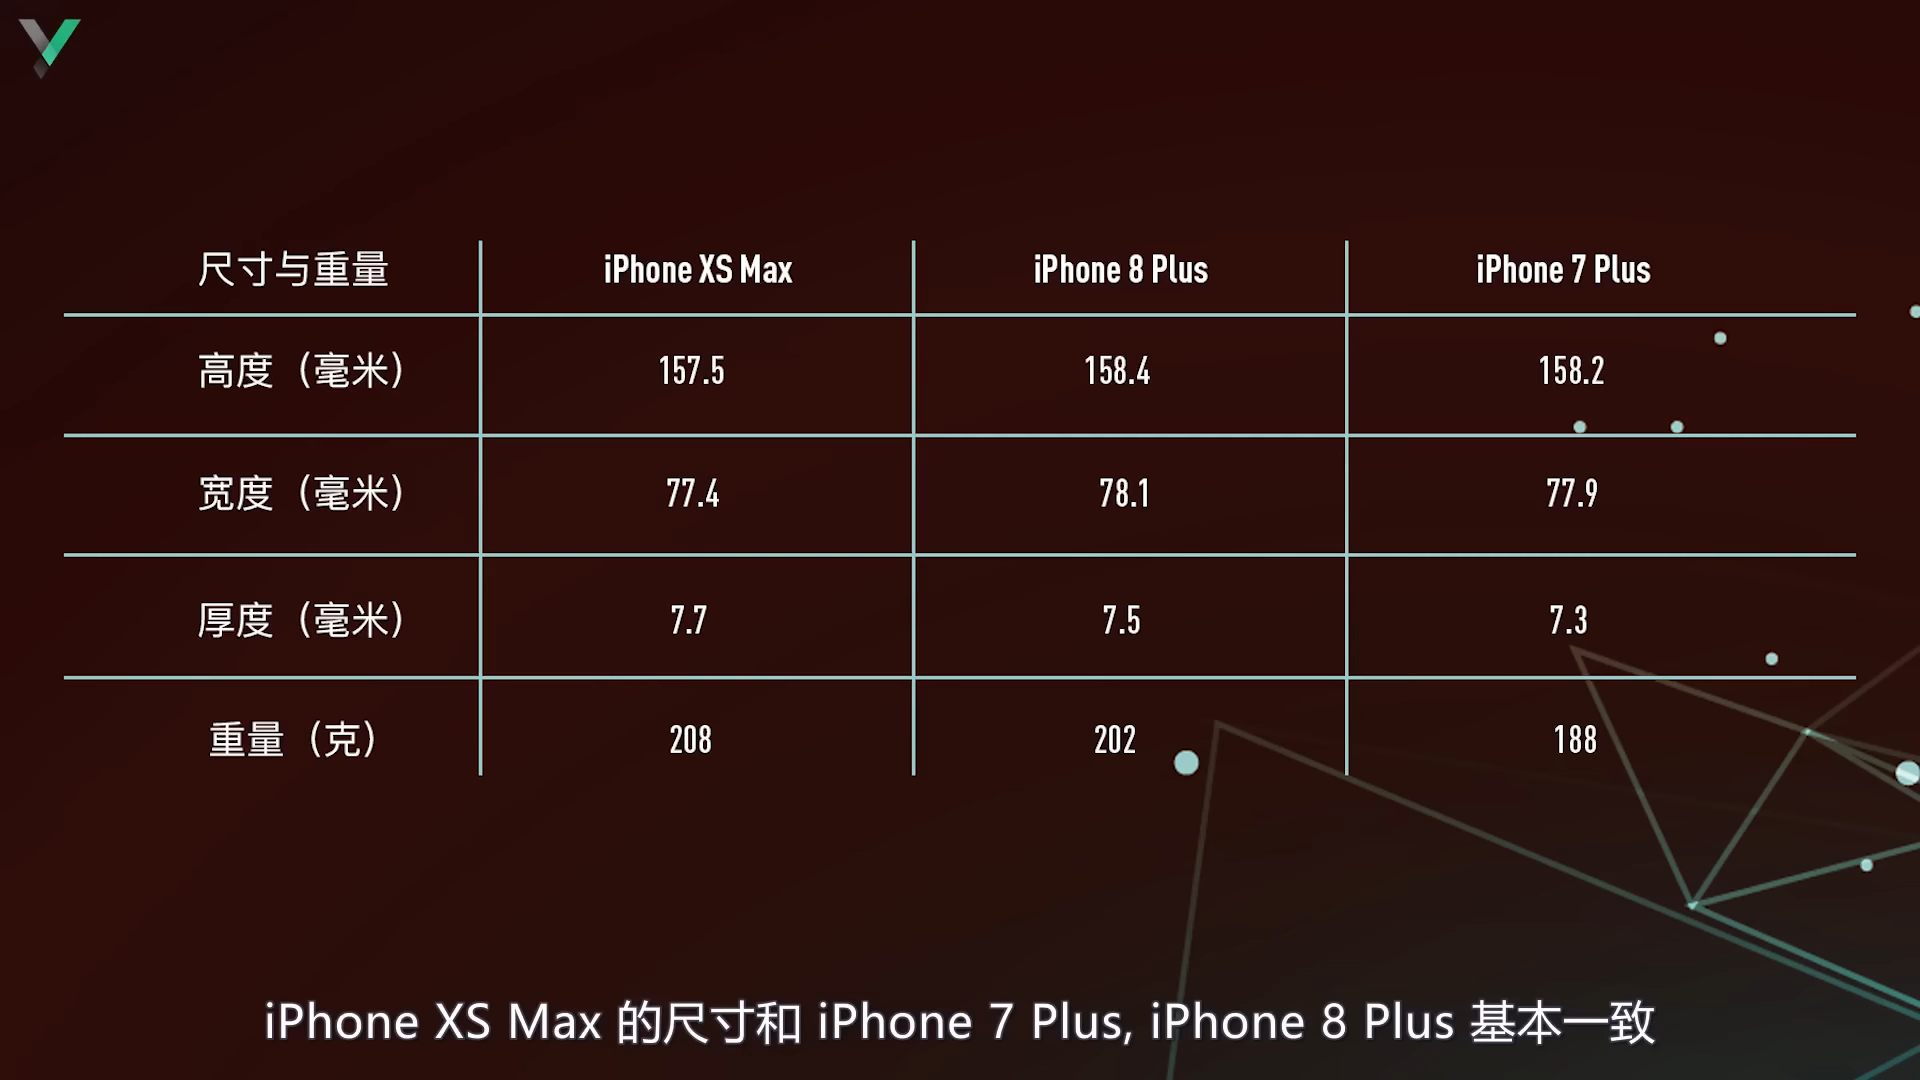 尺寸与重量 iPhone XS Max iPhone 8 Plus iPhone 7 Plus
高度（毫米） 157.5 158.4 158.2
宽度（毫米） 77.4 78.1 77.9
厚度（毫米） 7.7 7.5 7.3
重量（克） 208 202 188
iPhone XS Max 的尺寸和 iPhone 7 Plus, iPhone 8 Plus 基本一致